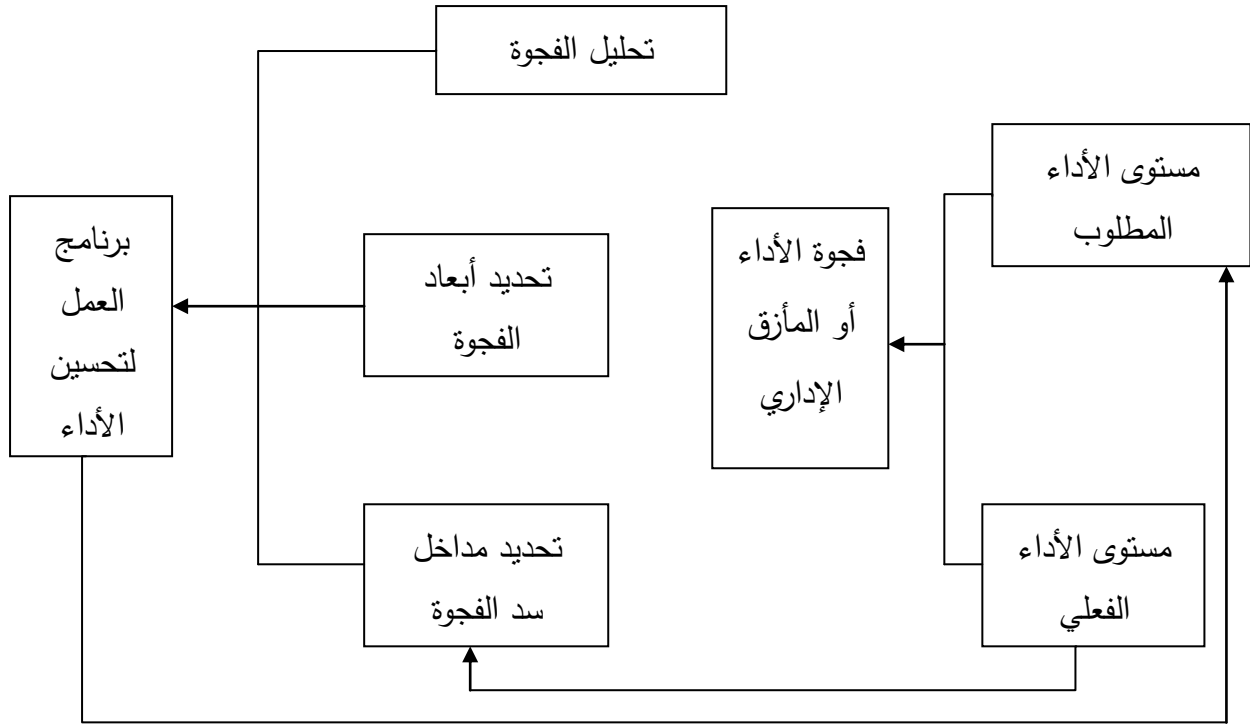 تحليل الفجوة
مستوى الأداء
المطلوب
فجوة الأداء
أو المأزق
الإداري
تحديد أبعاد
الفجوة
برنامج
العمل
لتحسين
الأداء
مستوى الأداء
الفعلي
تحديد مداخل
سد الفجوة